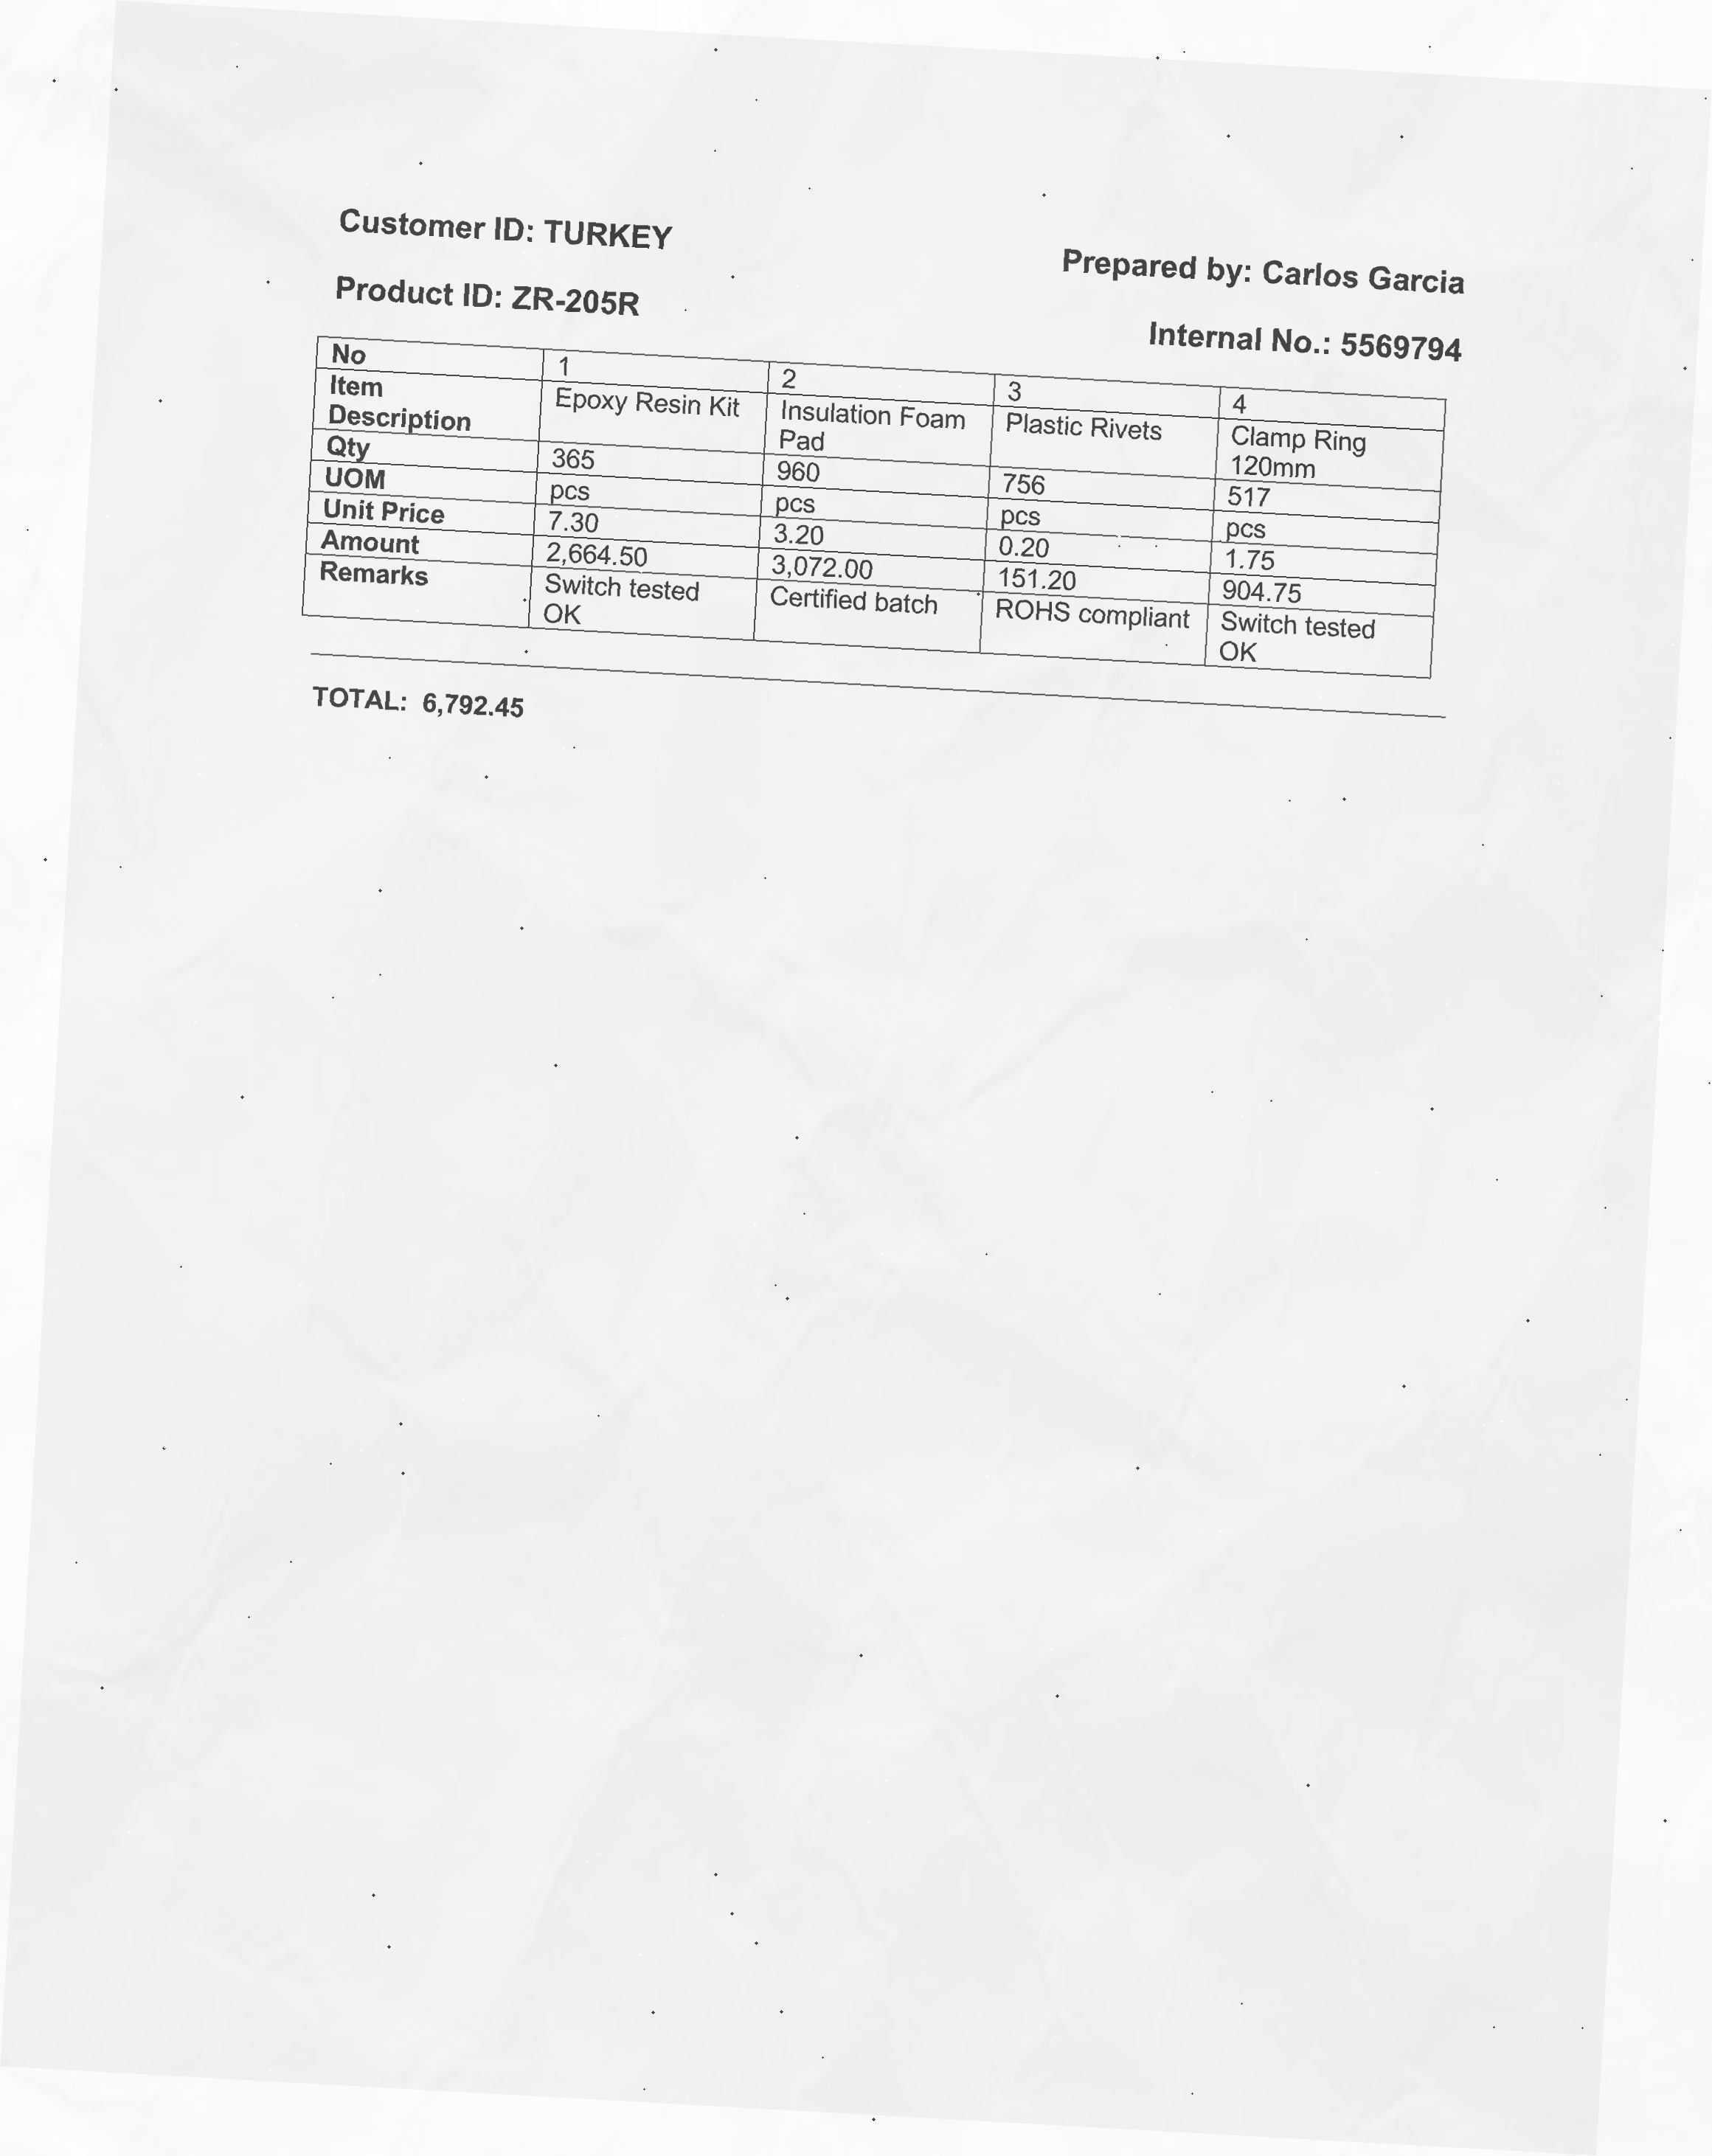 Customer ID: TURKEY
Prepared by: Carlos Garcia
Product ID: ZR-205R
Internal No.: 5569794
No 1 2 3 4
Item Description Epoxy Resin Kit Insulation Foam Pad Plastic Rivets Clamp Ring 120mm
Qty 365 960 756 517
UOM pcs pcs pcs pcs
Unit Price 7.30 3.20 0.20 1.75
Amount 2,664.50 3,072.00 151.20 904.75
Remarks Switch tested OK Certified batch ROHS compliant Switch tested OK
TOTAL: 6,792.45